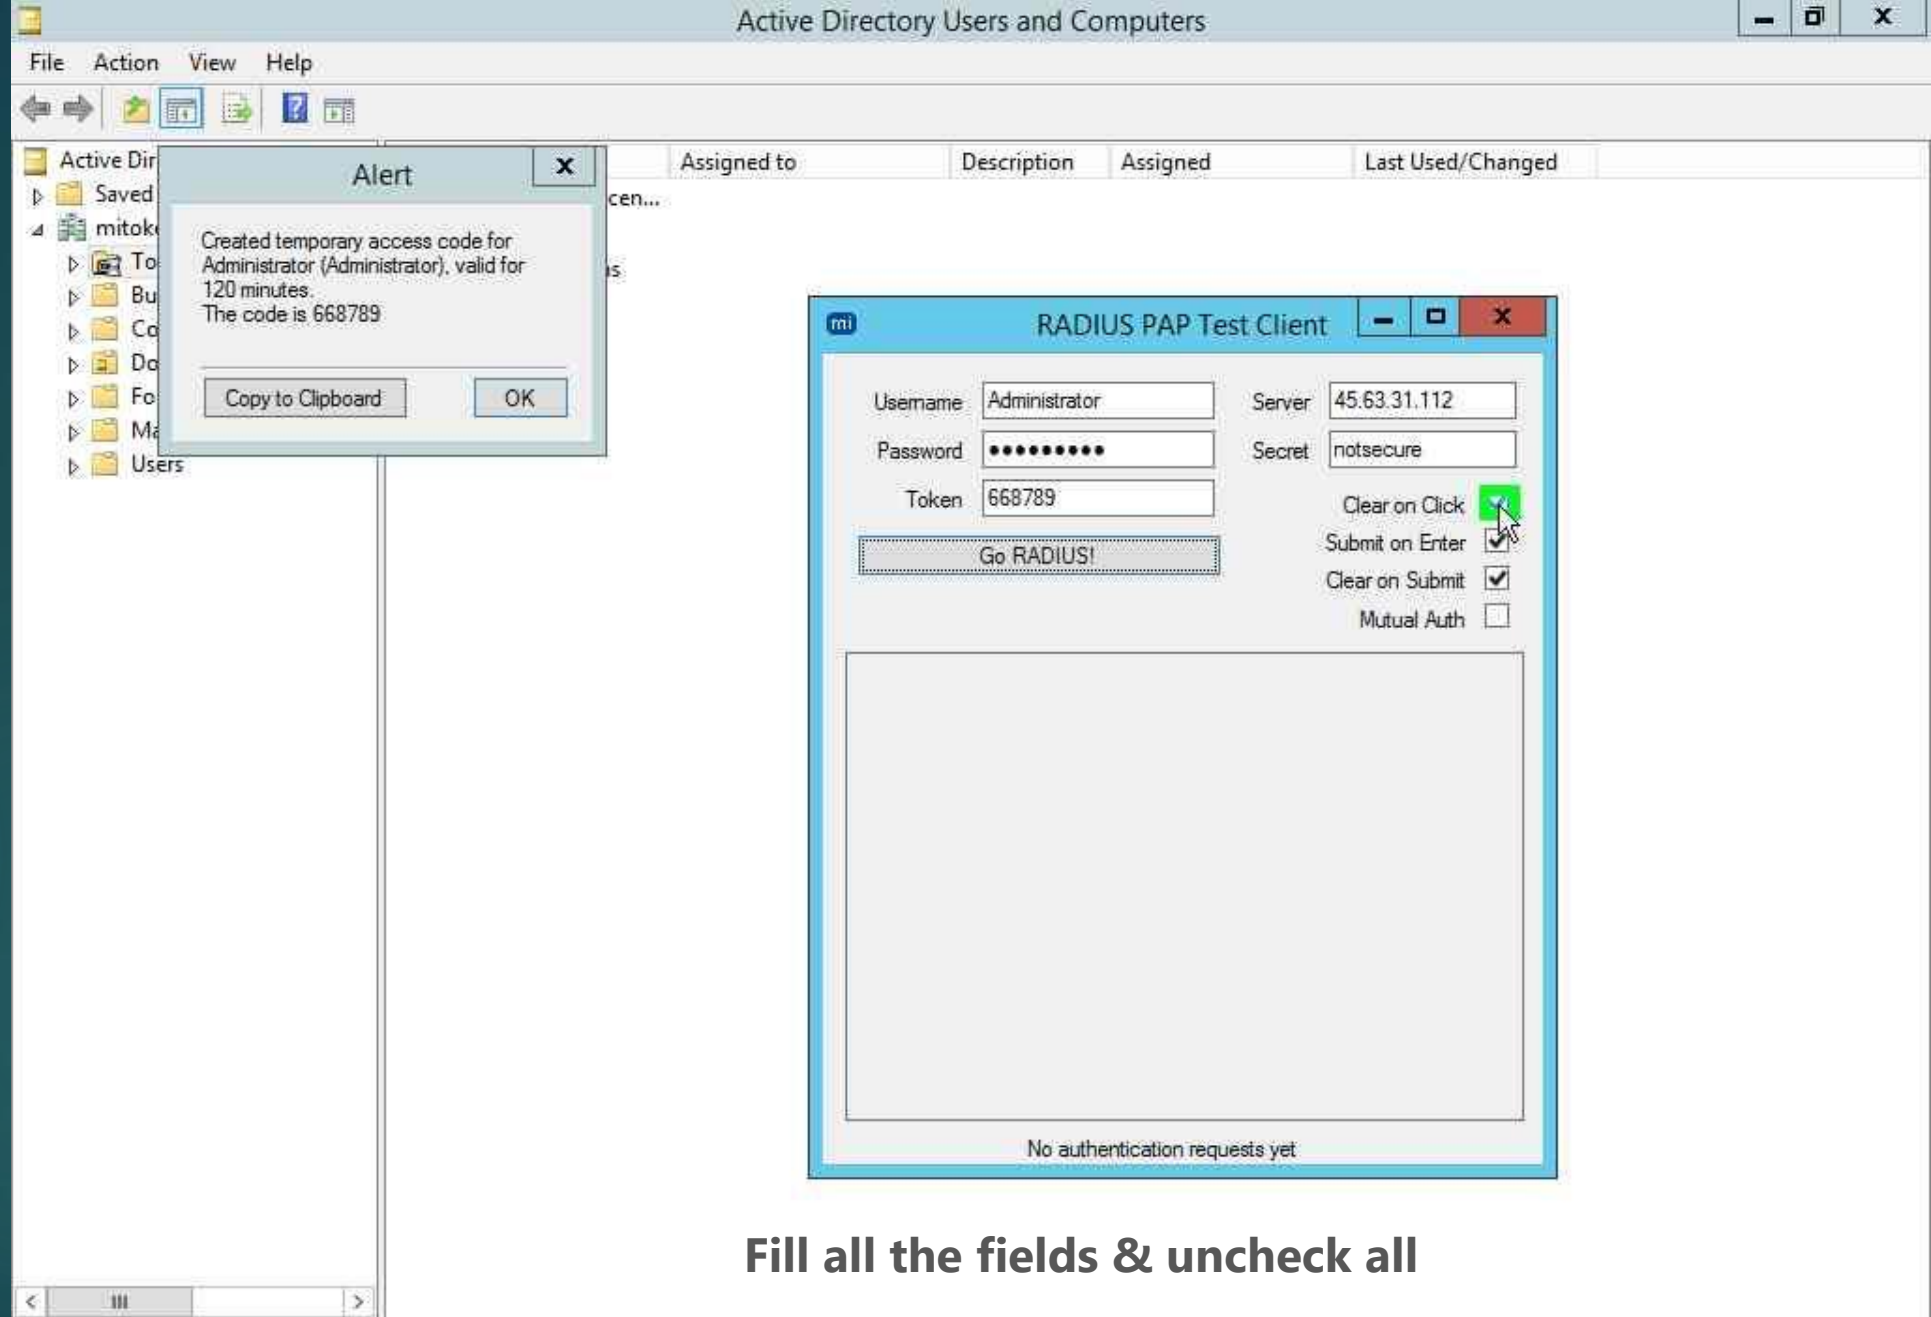 Active Directory Users and Computers
File Action View Help
Active Dir
Saved
mitoke
To
Bu
Co
Do
Fo
Ma
Users
Assigned to Description Assigned Last Used/Changed
cen...
Alert
Created temporary access code for
Administrator (Administrator), valid for
120 minutes.
The code is 668789
Copy to Clipboard OK
mi RADIUS PAP Test Client
Username Administrator Server 45.63.31.112
Password ●●●●●●●●● Secret notsecure
Token 668789 Clear on Click
Go RADIUS! Submit on Enter
Clear on Submit
Mutual Auth
No authentication requests yet
Fill all the fields & uncheck all